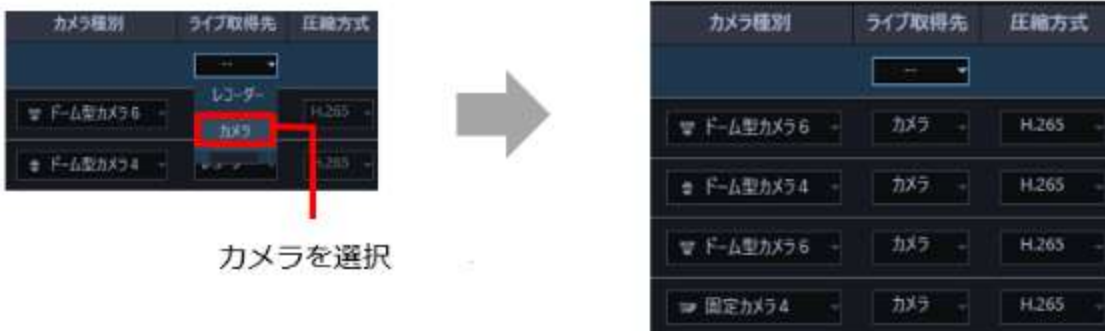 カメラ種別 ライブ取得先 圧縮方式
--
レコーダー
ドーム型カメラ6 カメラ H.265
ドーム型カメラ4 H.265
カメラを選択
カメラ種別 ライブ取得先 圧縮方式
--
ドーム型カメラ6 カメラ H.265
ドーム型カメラ4 カメラ H.265
ドーム型カメラ6 カメラ H.265
固定カメラ4 カメラ H.265